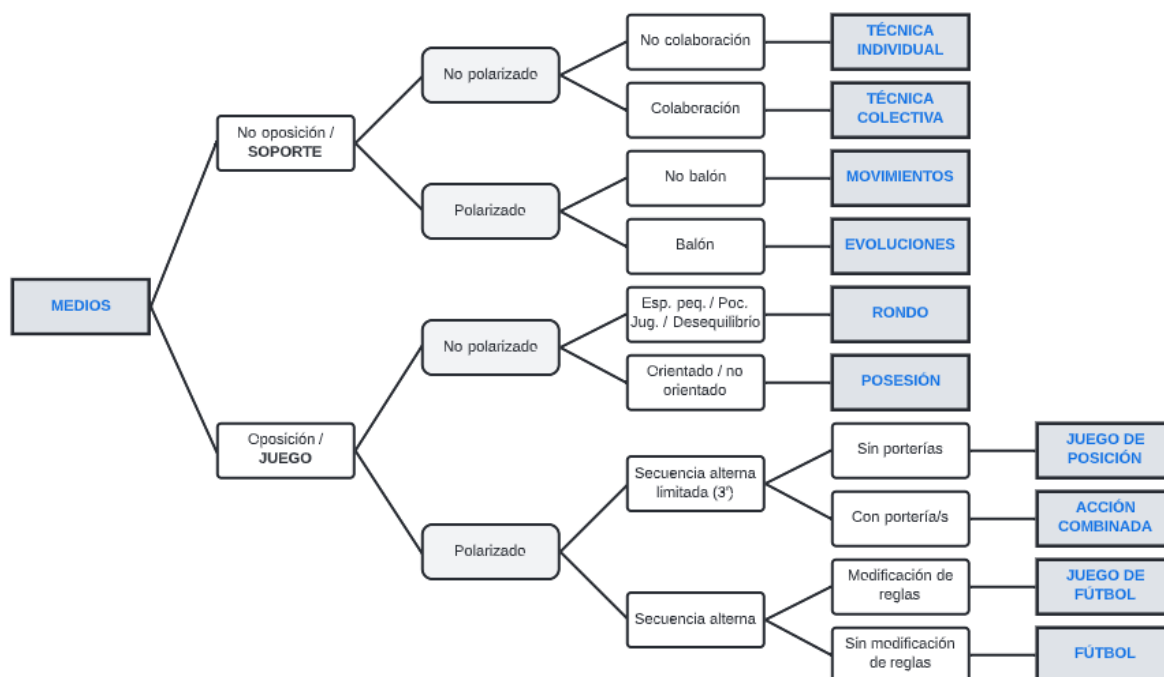 No colaboración
TÉCNICA
INDIVIDUAL
No polarizado
Colaboración
TÉCNICA
COLECTIVA
No oposición /
SOPORTE
No balón
MOVIMIENTOS
Polarizado
Balón
EVOLUCIONES
MEDIOS
Esp. peq. / Poc.
Jug. / Desequilibrio
RONDO
No polarizado
Orientado / no
orientado
POSESIÓN
Oposición /
JUEGO
Sin porterías
JUEGO DE
POSICIÓN
Secuencia alterna
limitada (3')
Con portería/s
ACCIÓN
COMBINADA
Polarizado
Modificación de
reglas
JUEGO DE
FÚTBOL
Secuencia alterna
Sin modificación
de reglas
FÚTBOL